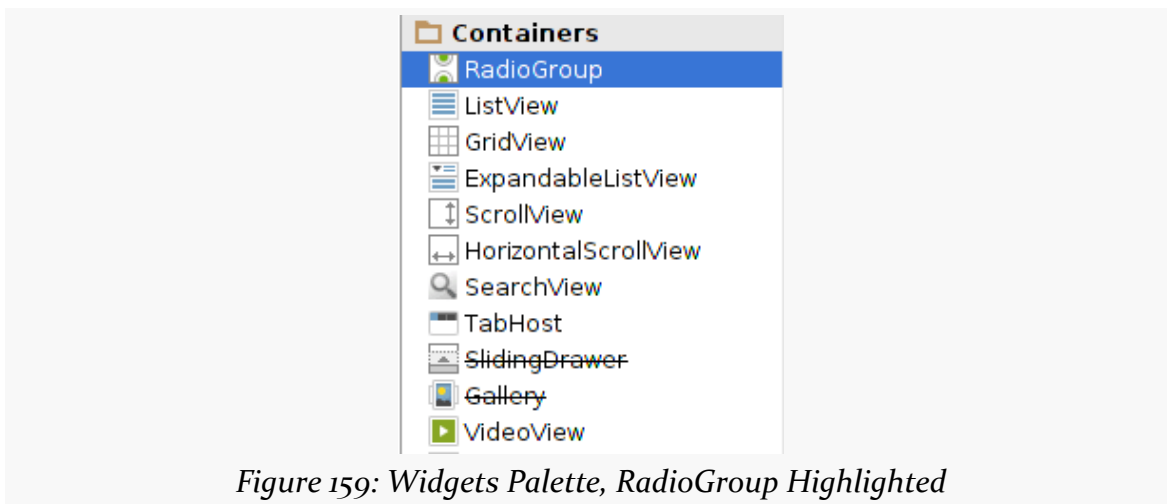 Containers
RadioGroup
ListView
GridView
ExpandableListView
ScrollView
HorizontalScrollView
SearchView
TabHost
SlidingDrawer
Gallery
VideoView
Figure 159: Widgets Palette, RadioGroup Highlighted